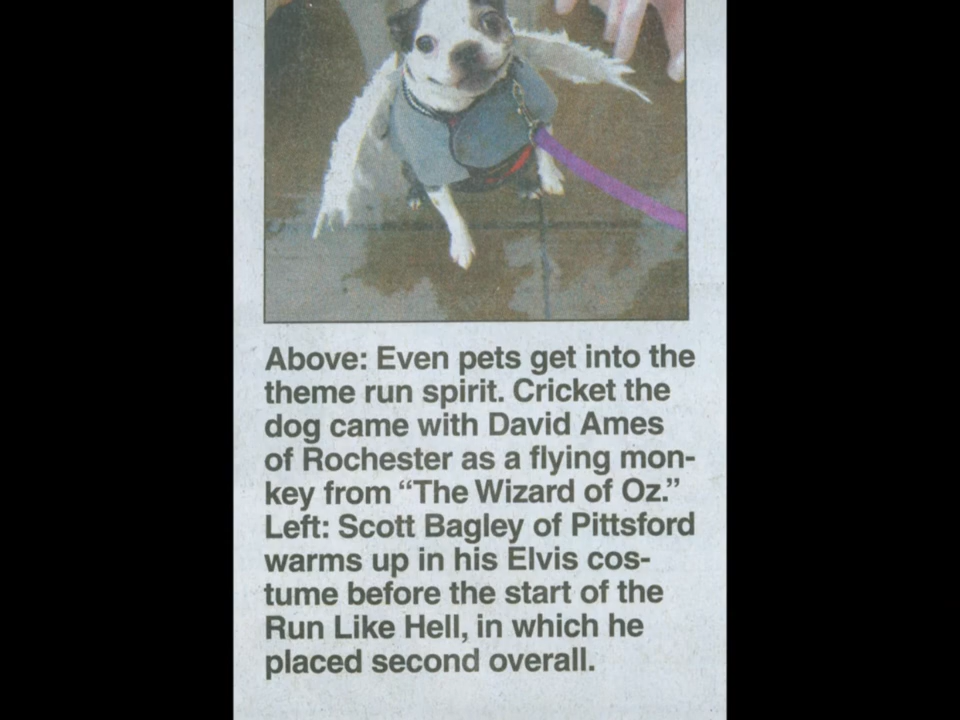 Above: Even pets get into the
theme run spirit. Cricket the
dog came with David Ames
of Rochester as a flying mon-
key from “The Wizard of Oz.”
Left: Scott Bagley of Pittsford
warms up in his Elvis cos-
tume before the start of the
Run Like Hell, in which he
placed second overall.